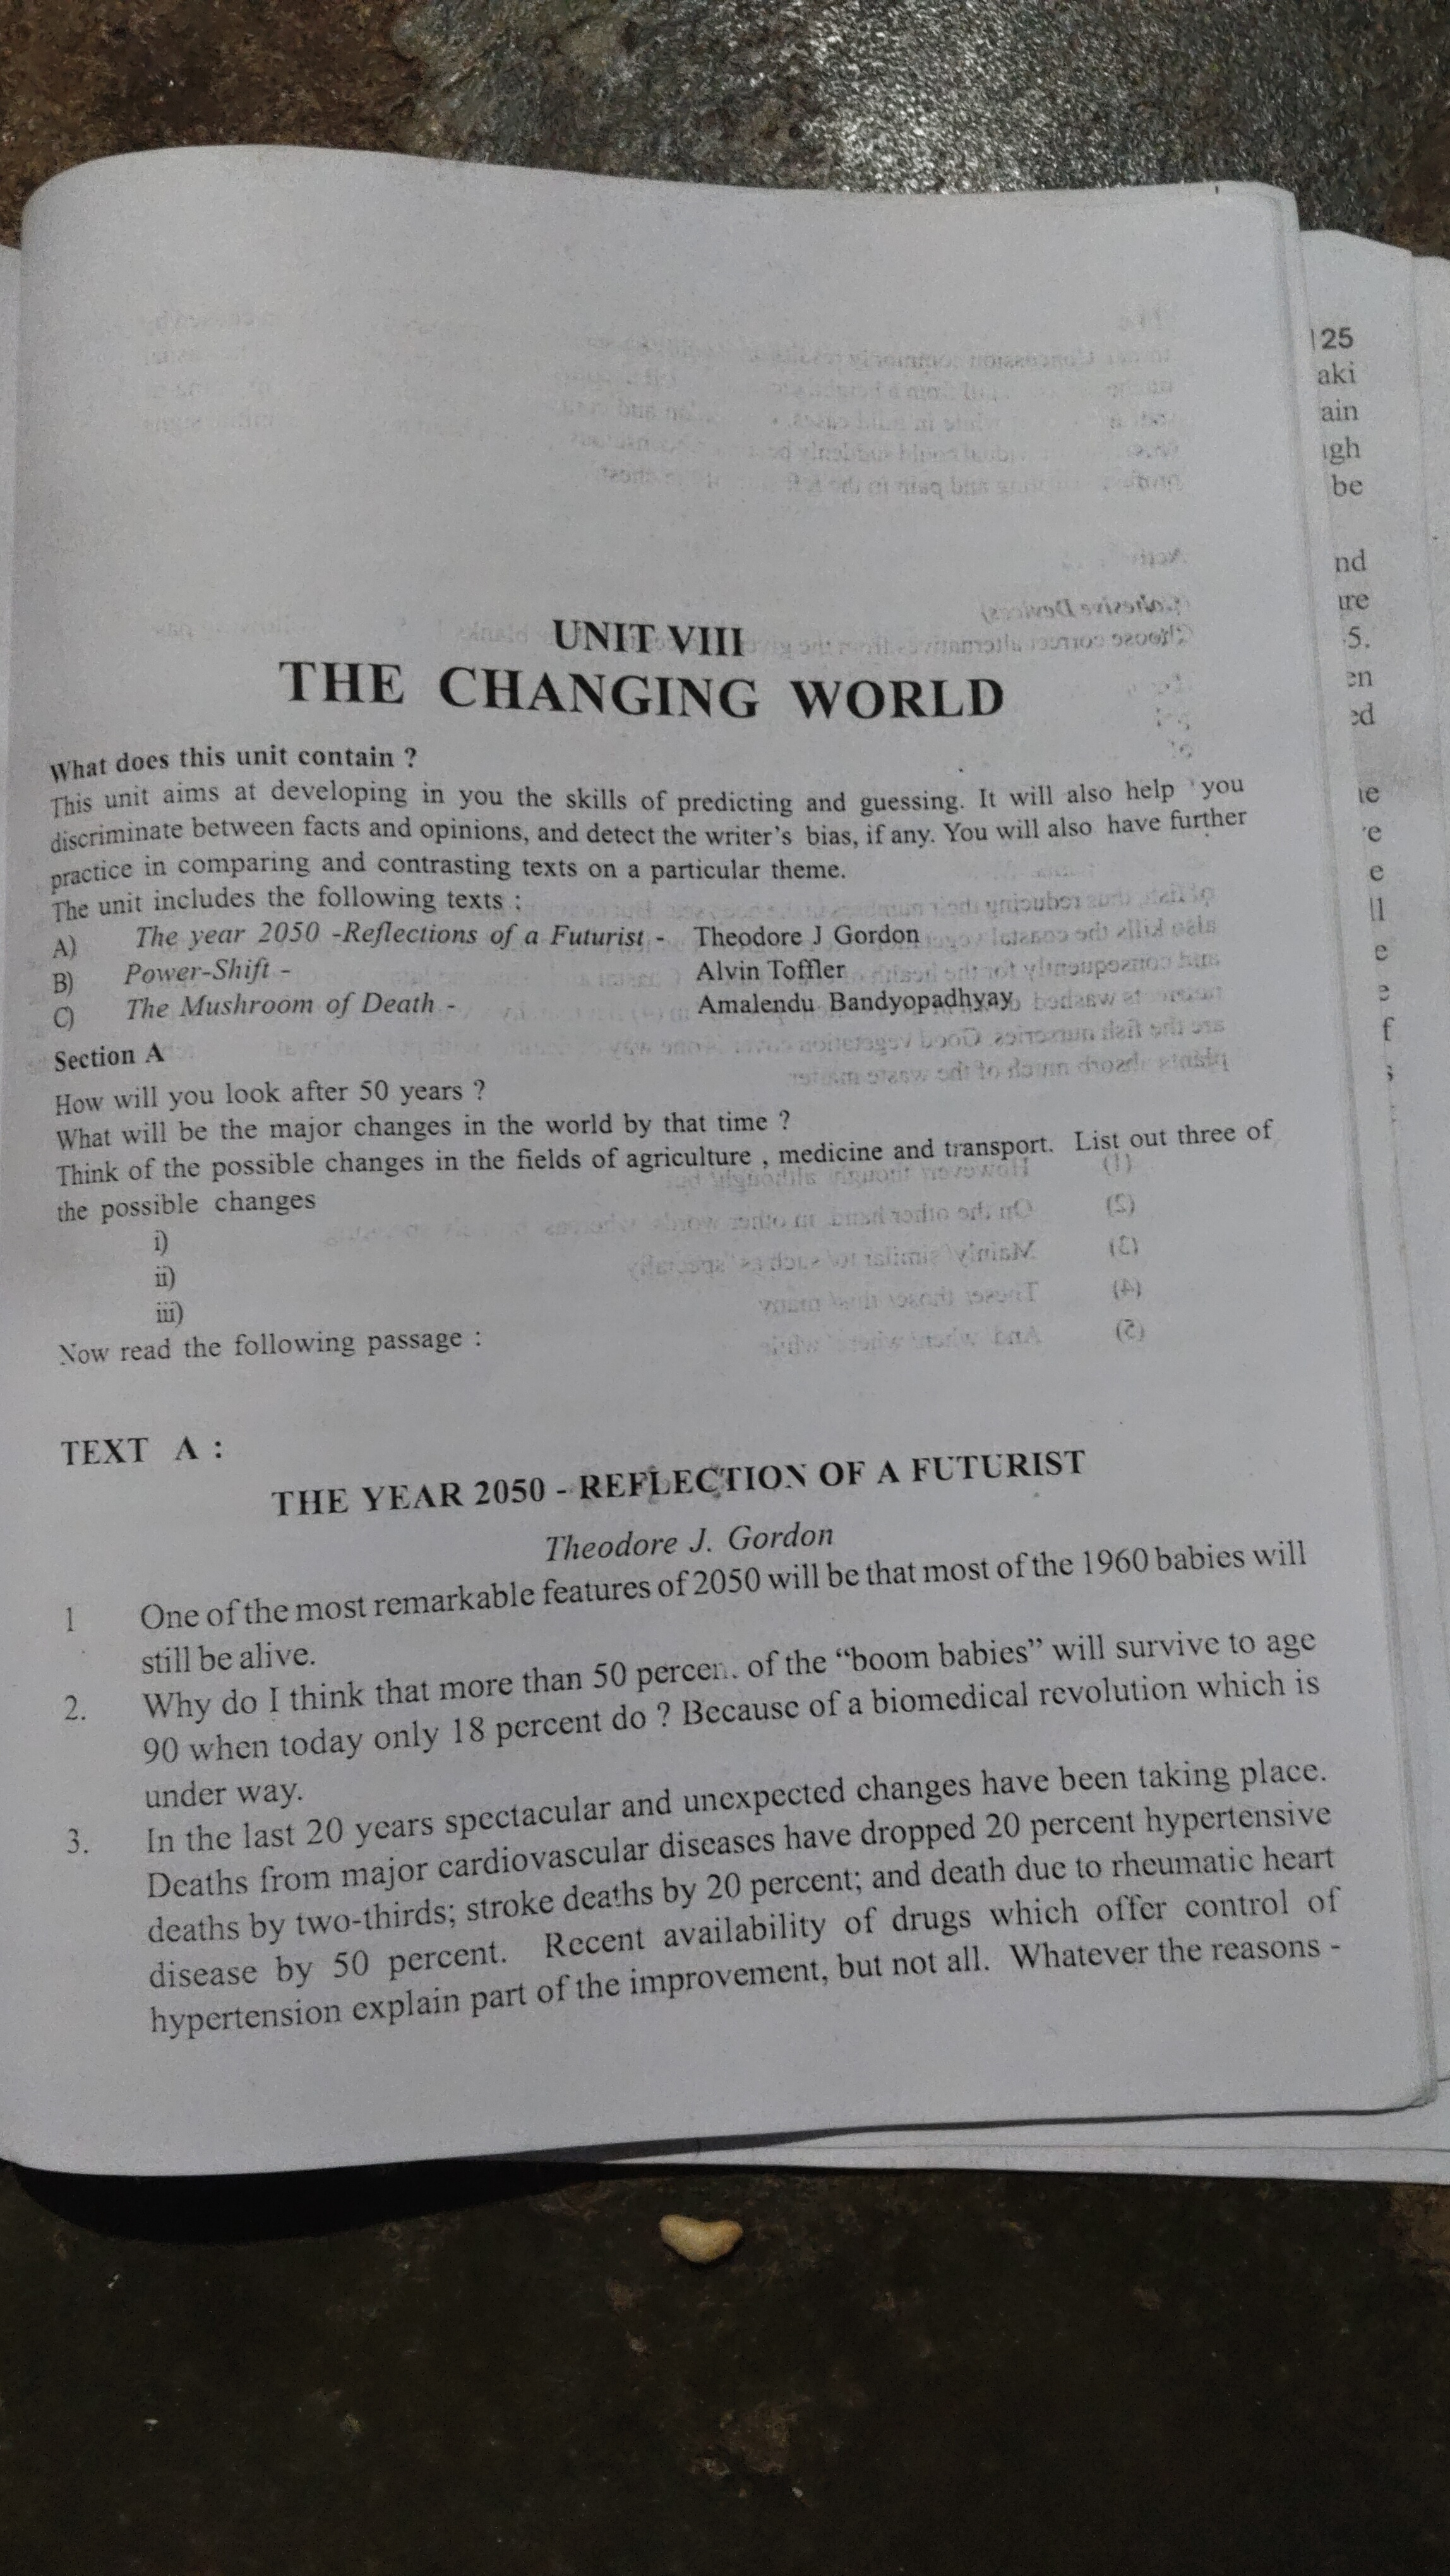 UNIT VIII
THE CHANGING WORLD
What does this unit contain ?
This unit aims at developing in you the skills of predicting and guessing. It will also help you
discriminate between facts and opinions, and detect the writer's bias, if any. You will also have further
practice in comparing and contrasting texts on a particular theme.
The unit includes the following texts :
A) The year 2050 -Reflections of a Futurist - Theodore J Gordon
B) Power-Shift - Alvin Toffler
C) The Mushroom of Death - Amalendu Bandyopadhyay
Section A
How will you look after 50 years ?
What will be the major changes in the world by that time ?
Think of the possible changes in the fields of agriculture , medicine and transport. List out three of
the possible changes
i)
ii)
iii)
Now read the following passage :
TEXT A :
THE YEAR 2050 - REFLECTION OF A FUTURIST
Theodore J. Gordon
1 One of the most remarkable features of 2050 will be that most of the 1960 babies will
still be alive.
2. Why do I think that more than 50 percent of the "boom babies" will survive to age
90 when today only 18 percent do ? Because of a biomedical revolution which is
under way.
3. In the last 20 years spectacular and unexpected changes have been taking place.
Deaths from major cardiovascular diseases have dropped 20 percent hypertensive
deaths by two-thirds; stroke deaths by 20 percent; and death due to rheumatic heart
disease by 50 percent. Recent availability of drugs which offer control of
hypertension explain part of the improvement, but not all. Whatever the reasons -
125
aki
ain
be
nd
5.